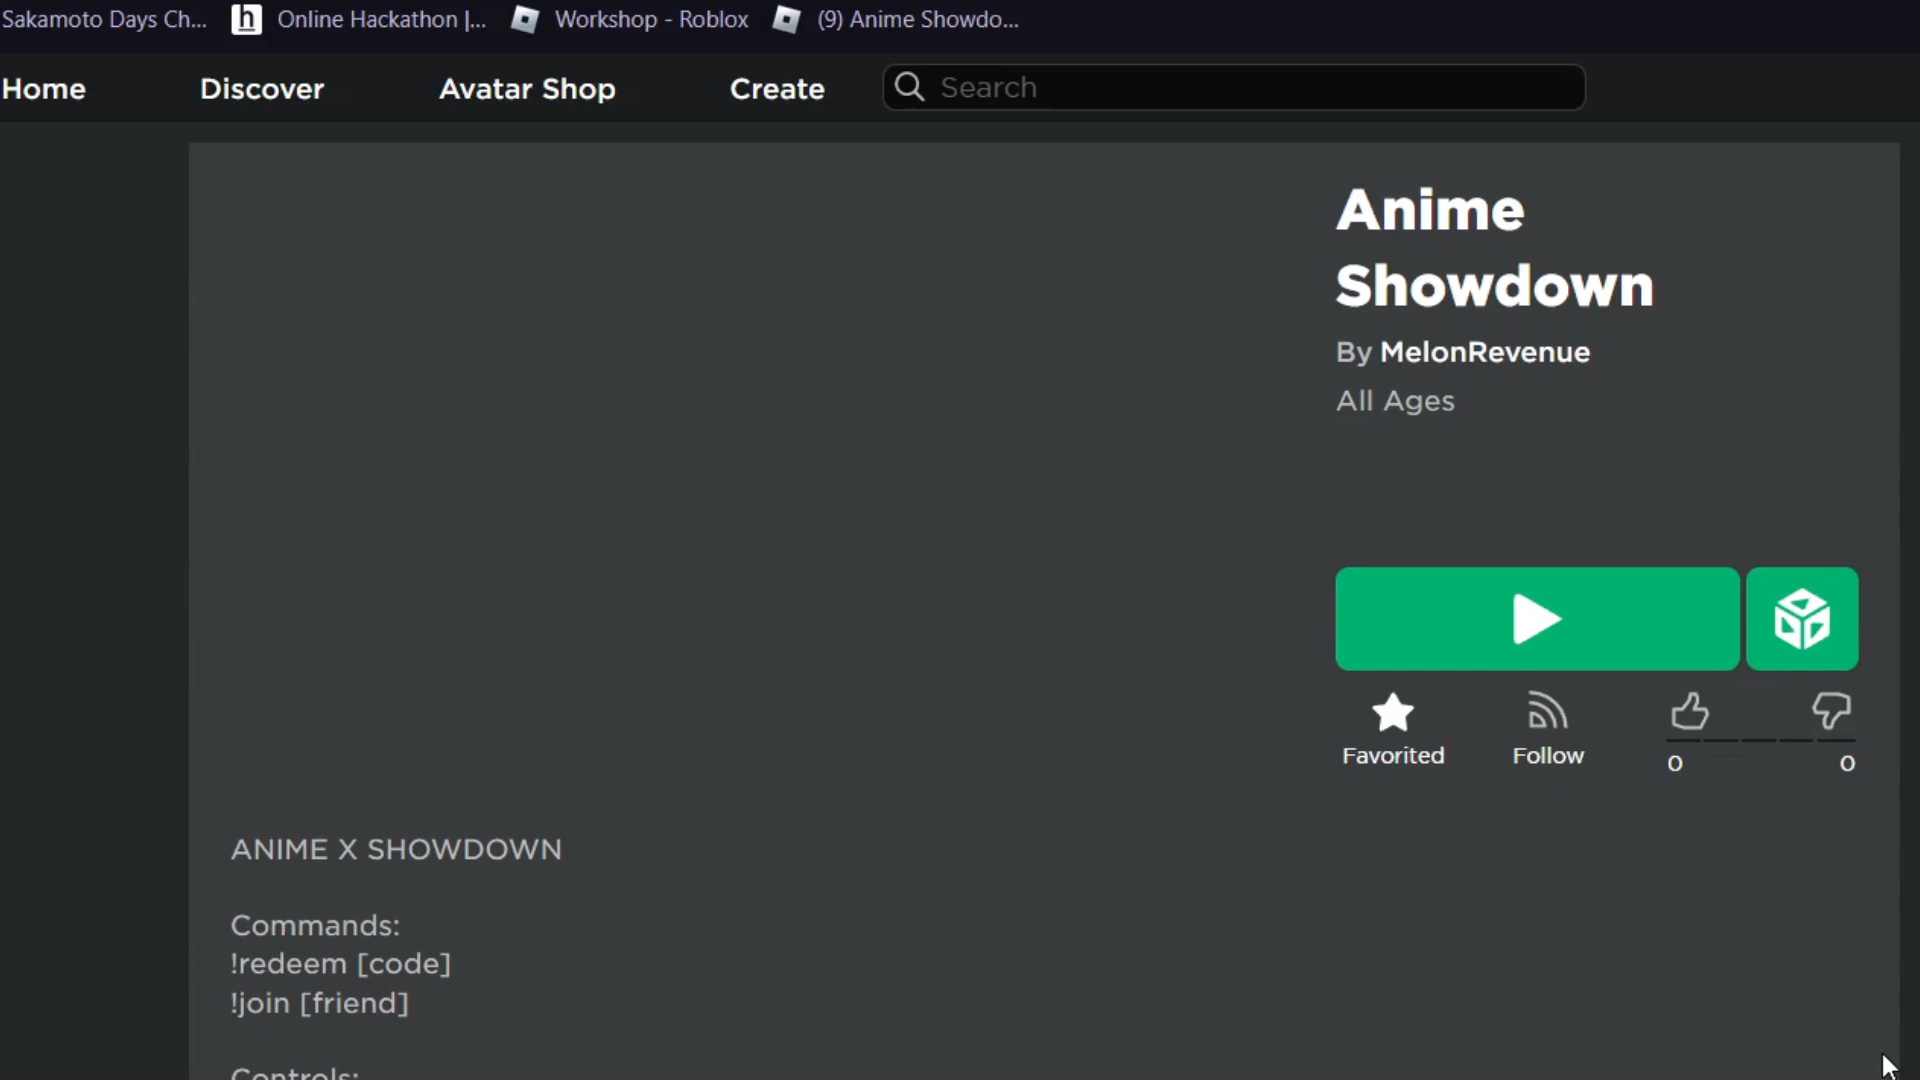 Sakamoto Days Ch... Online Hackathon |... Workshop - Roblox (9) Anime Showdo...
Home Discover Avatar Shop Create Search
Anime
Showdown
By MelonRevenue
All Ages
Favorited Follow
0 0
ANIME X SHOWDOWN
Commands:
!redeem [code]
!join [friend]
Controls: